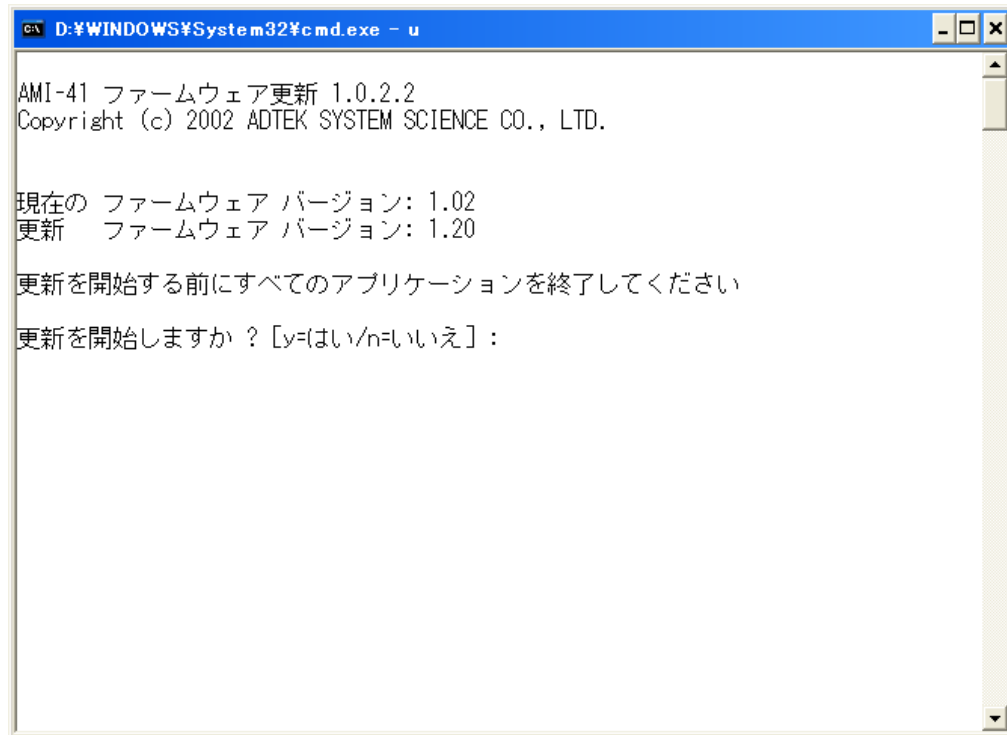 D:¥WINDOWS¥System32¥cmd.exe - u
AMI-41 ファームウェア更新 1.0.2.2
Copyright (c) 2002 ADTEK SYSTEM SCIENCE CO., LTD.
現在の ファームウェア バージョン: 1.02
更新 ファームウェア バージョン: 1.20
更新を開始する前にすべてのアプリケーションを終了してください
更新を開始しますか ? [y=はい/n=いいえ] :